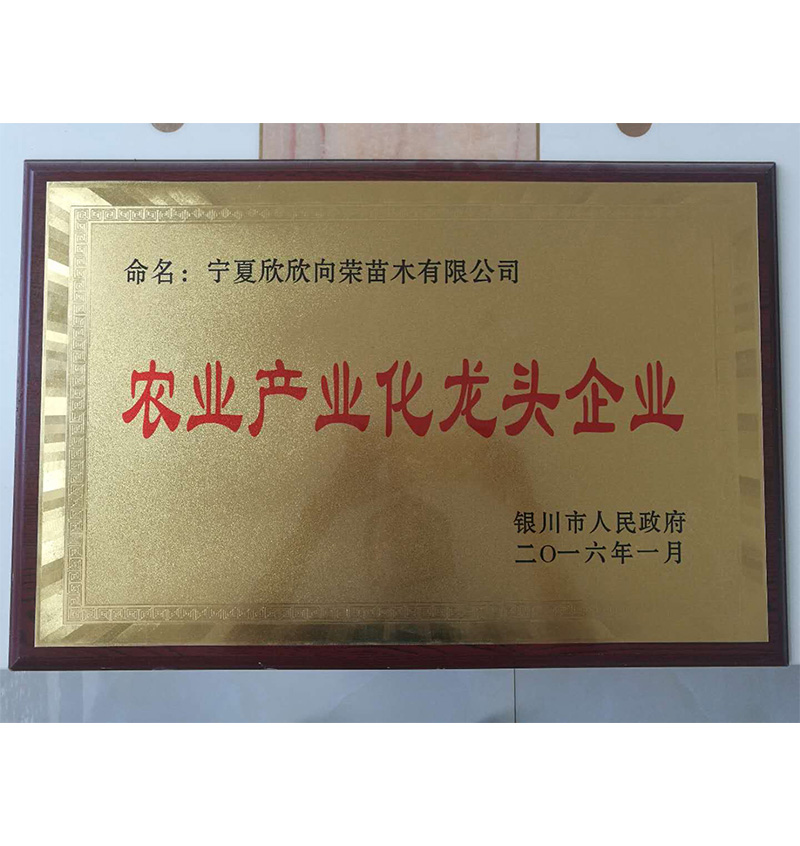 命名：宁夏欣欣向荣苗木有限公司
农业产业化龙头企业
银川市人民政府
二〇一六年一月